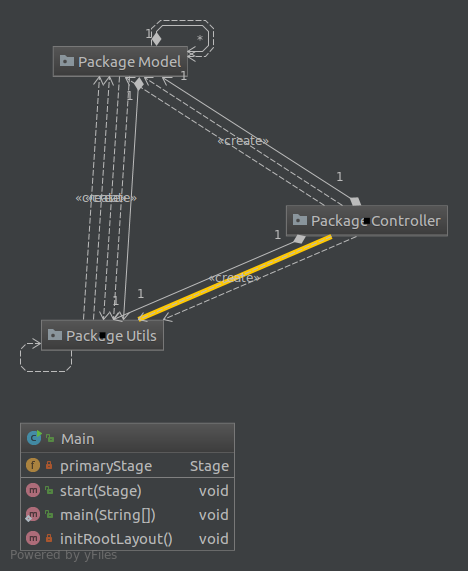 1
*
Package Model
1
1
«create»
1
Package Controller
«create»
«create»
1
«create»
1
1
Package Utils
Main
primaryStage Stage
start(Stage) void
main(String[]) void
initRootLayout() void
Powered by yFiles